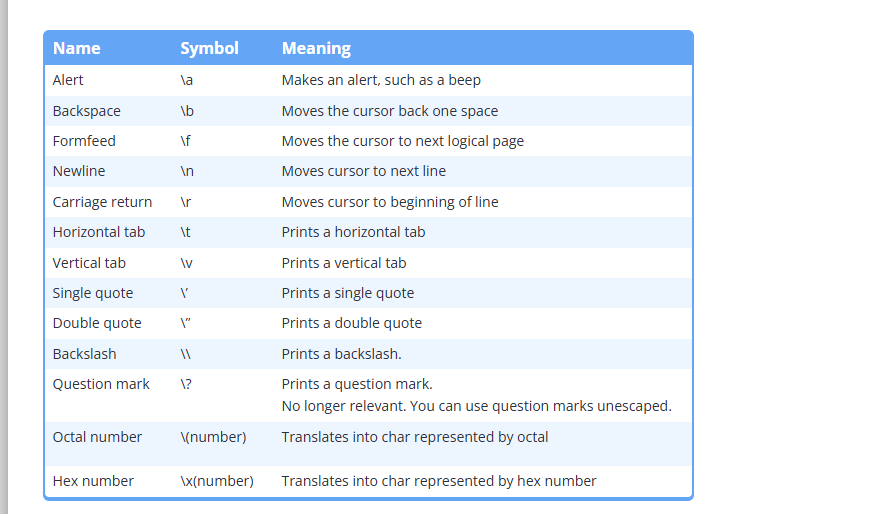 Name Symbol Meaning
Alert \a Makes an alert, such as a beep
Backspace \b Moves the cursor back one space
Formfeed \f Moves the cursor to next logical page
Newline \n Moves cursor to next line
Carriage return \r Moves cursor to beginning of line
Horizontal tab \t Prints a horizontal tab
Vertical tab \v Prints a vertical tab
Single quote \’ Prints a single quote
Double quote \” Prints a double quote
Backslash \\ Prints a backslash.
Question mark \? Prints a question mark.
No longer relevant. You can use question marks unescaped.
Octal number \(number) Translates into char represented by octal
Hex number \x(number) Translates into char represented by hex number